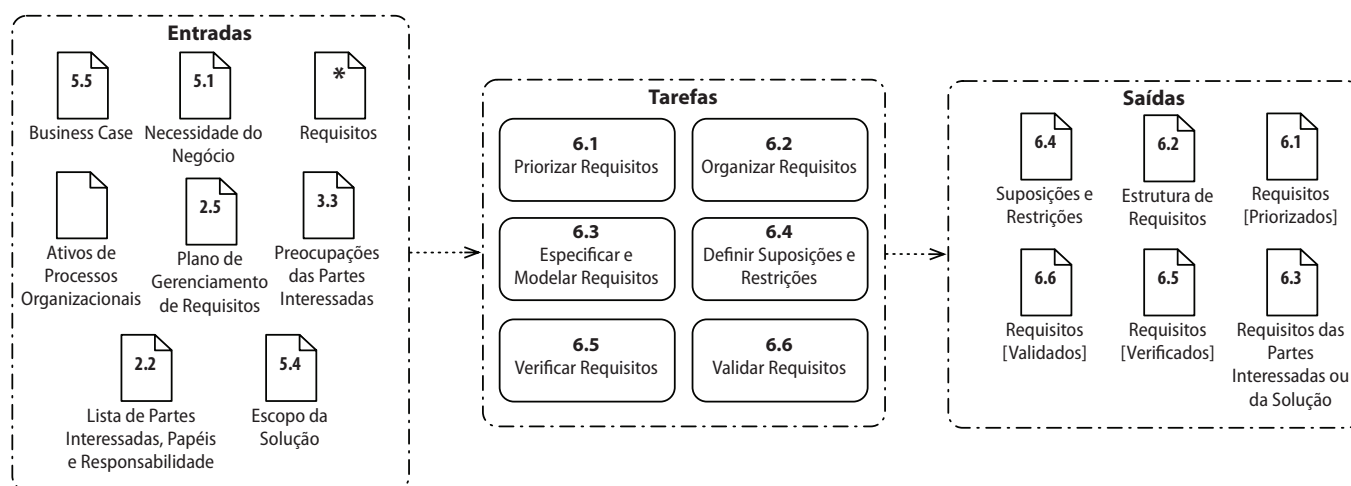 Entradas
5.5
Business Case
5.1
Necessidade do
Negócio
*
Requisitos
Ativos de
Processos
Organizacionais
2.5
Plano de
Gerenciamento
de Requisitos
3.3
Preocupações
das Partes
Interessadas
2.2
Lista de Partes
Interessadas, Papéis
e Responsabilidade
5.4
Escopo da
Solução
Tarefas
6.1
Priorizar Requisitos
6.2
Organizar Requisitos
6.3
Especificar e
Modelar Requisitos
6.4
Definir Suposições e
Restrições
6.5
Verificar Requisitos
6.6
Validar Requisitos
Saídas
6.4
Suposições e
Restrições
6.2
Estrutura de
Requisitos
6.1
Requisitos
[Priorizados]
6.6
Requisitos
[Validados]
6.5
Requisitos
[Verificados]
6.3
Requisitos das
Partes
Interessadas ou
da Solução